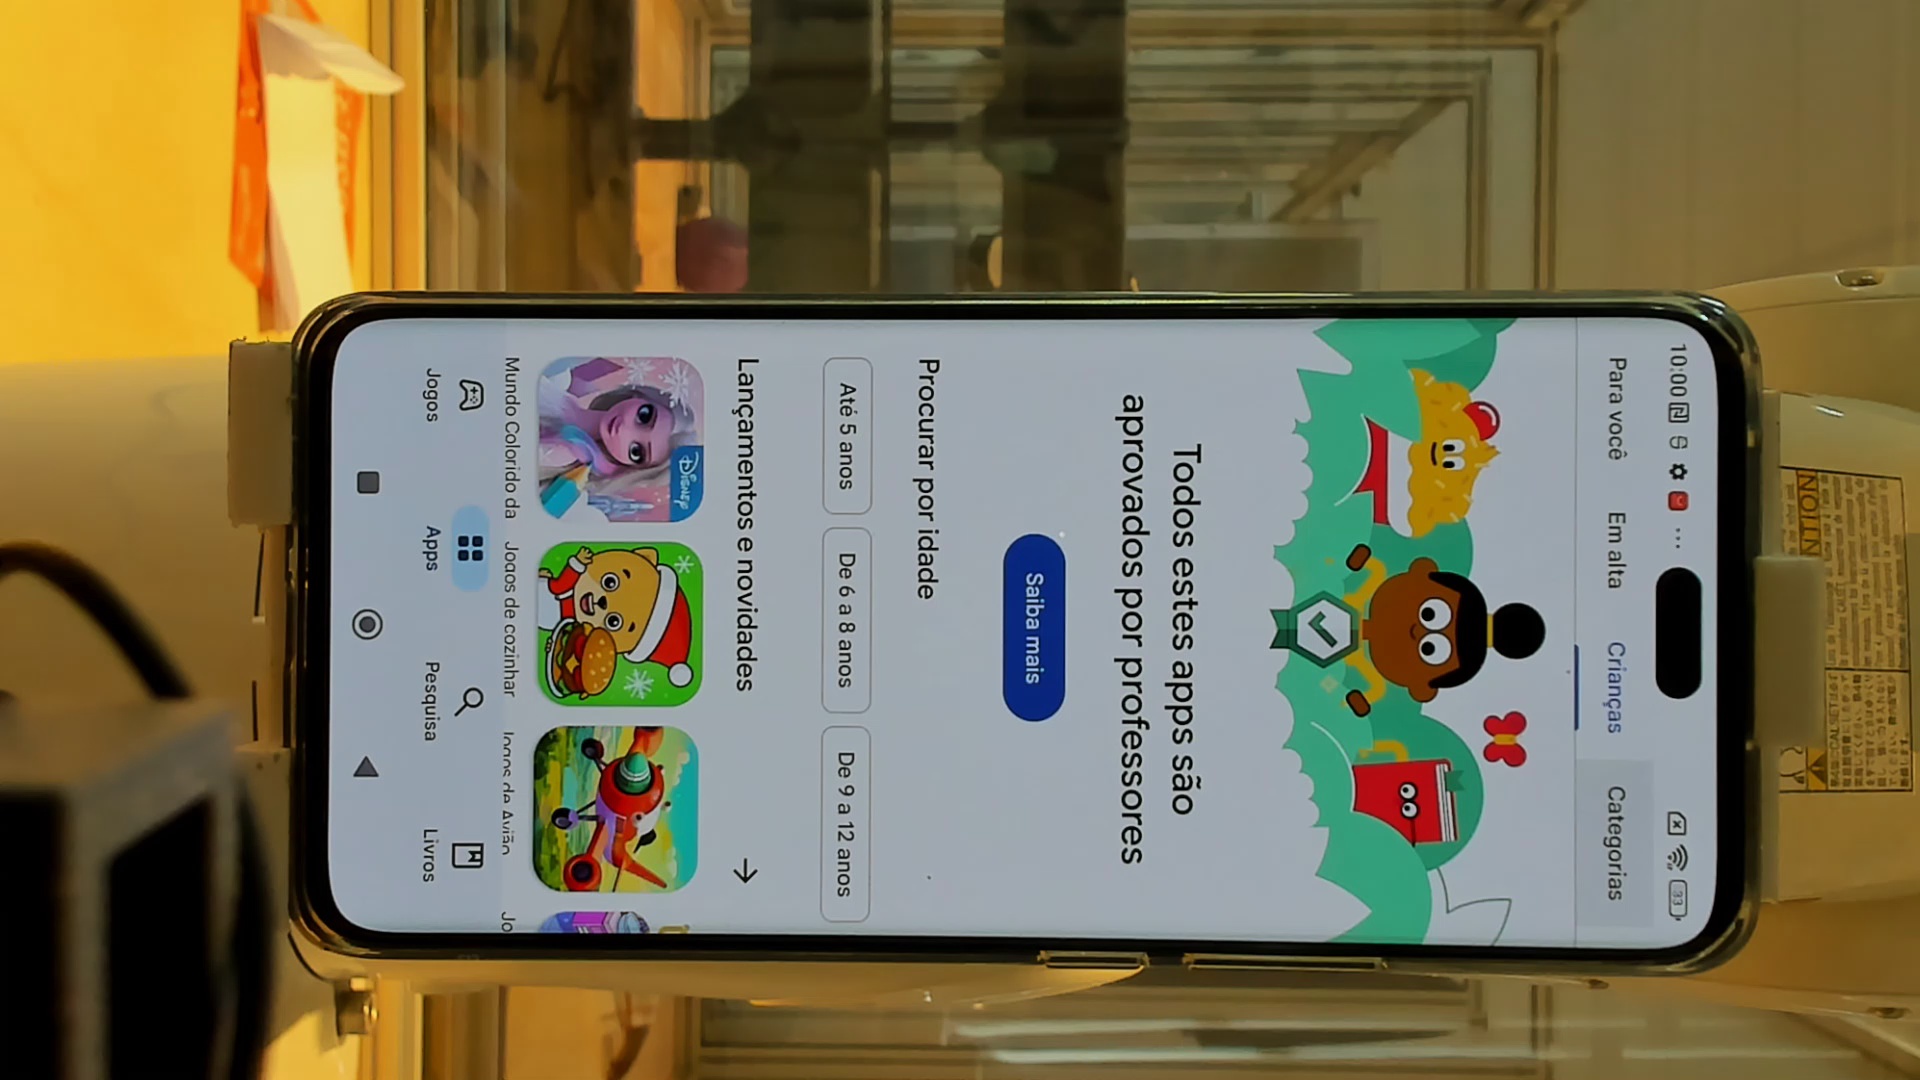 10:00
33
Para você Em alta Crianças Categorias
Todos estes apps são
aprovados por professores
Saiba mais
Procurar por idade
Até 5 anos De 6 a 8 anos De 9 a 12 anos
Lançamentos e novidades
Disney
Mundo Colorido da Jogos de cozinhar Jogos de Avião Jo
Jogos Apps Pesquisa Livros